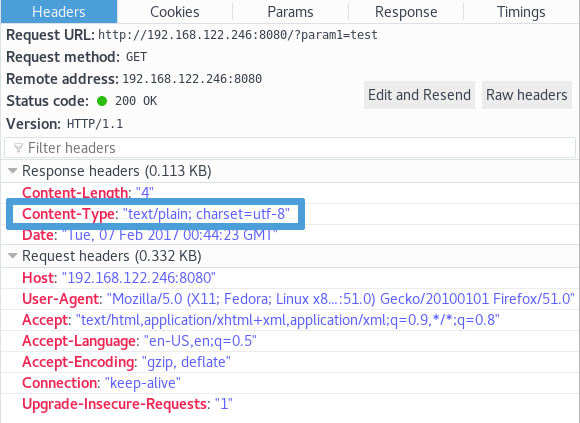 Headers Cookies Params Response Timings
Request URL: http://192.168.122.246:8080/?param1=test
Request method: GET
Remote address: 192.168.122.246:8080
Status code: 200 OK
Edit and Resend Raw headers
Version: HTTP/1.1
Filter headers
Response headers (0.113 KB)
Content-Length: "4"
Content-Type: "text/plain; charset=utf-8"
Date: "Tue, 07 Feb 2017 00:44:23 GMT"
Request headers (0.332 KB)
Host: "192.168.122.246:8080"
User-Agent: "Mozilla/5.0 (X11; Fedora; Linux x8…:51.0) Gecko/20100101 Firefox/51.0"
Accept: "text/html,application/xhtml+xml,application/xml;q=0.9,*/*;q=0.8"
Accept-Language: "en-US,en;q=0.5"
Accept-Encoding: "gzip, deflate"
Connection: "keep-alive"
Upgrade-Insecure-Requests: "1"